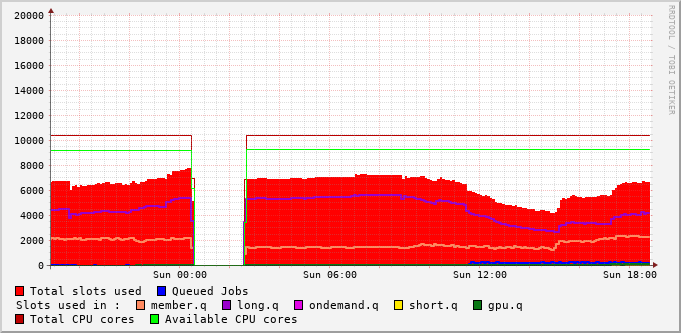 RRDTOOL / TOBI OETIKER
20000
18000
16000
14000
12000
10000
8000
6000
4000
2000
0
Sun 00:00 Sun 06:00 Sun 12:00 Sun 18:00
Total slots used Queued Jobs
Slots used in : member.q long.q ondemand.q short.q gpu.q
Total CPU cores Available CPU cores